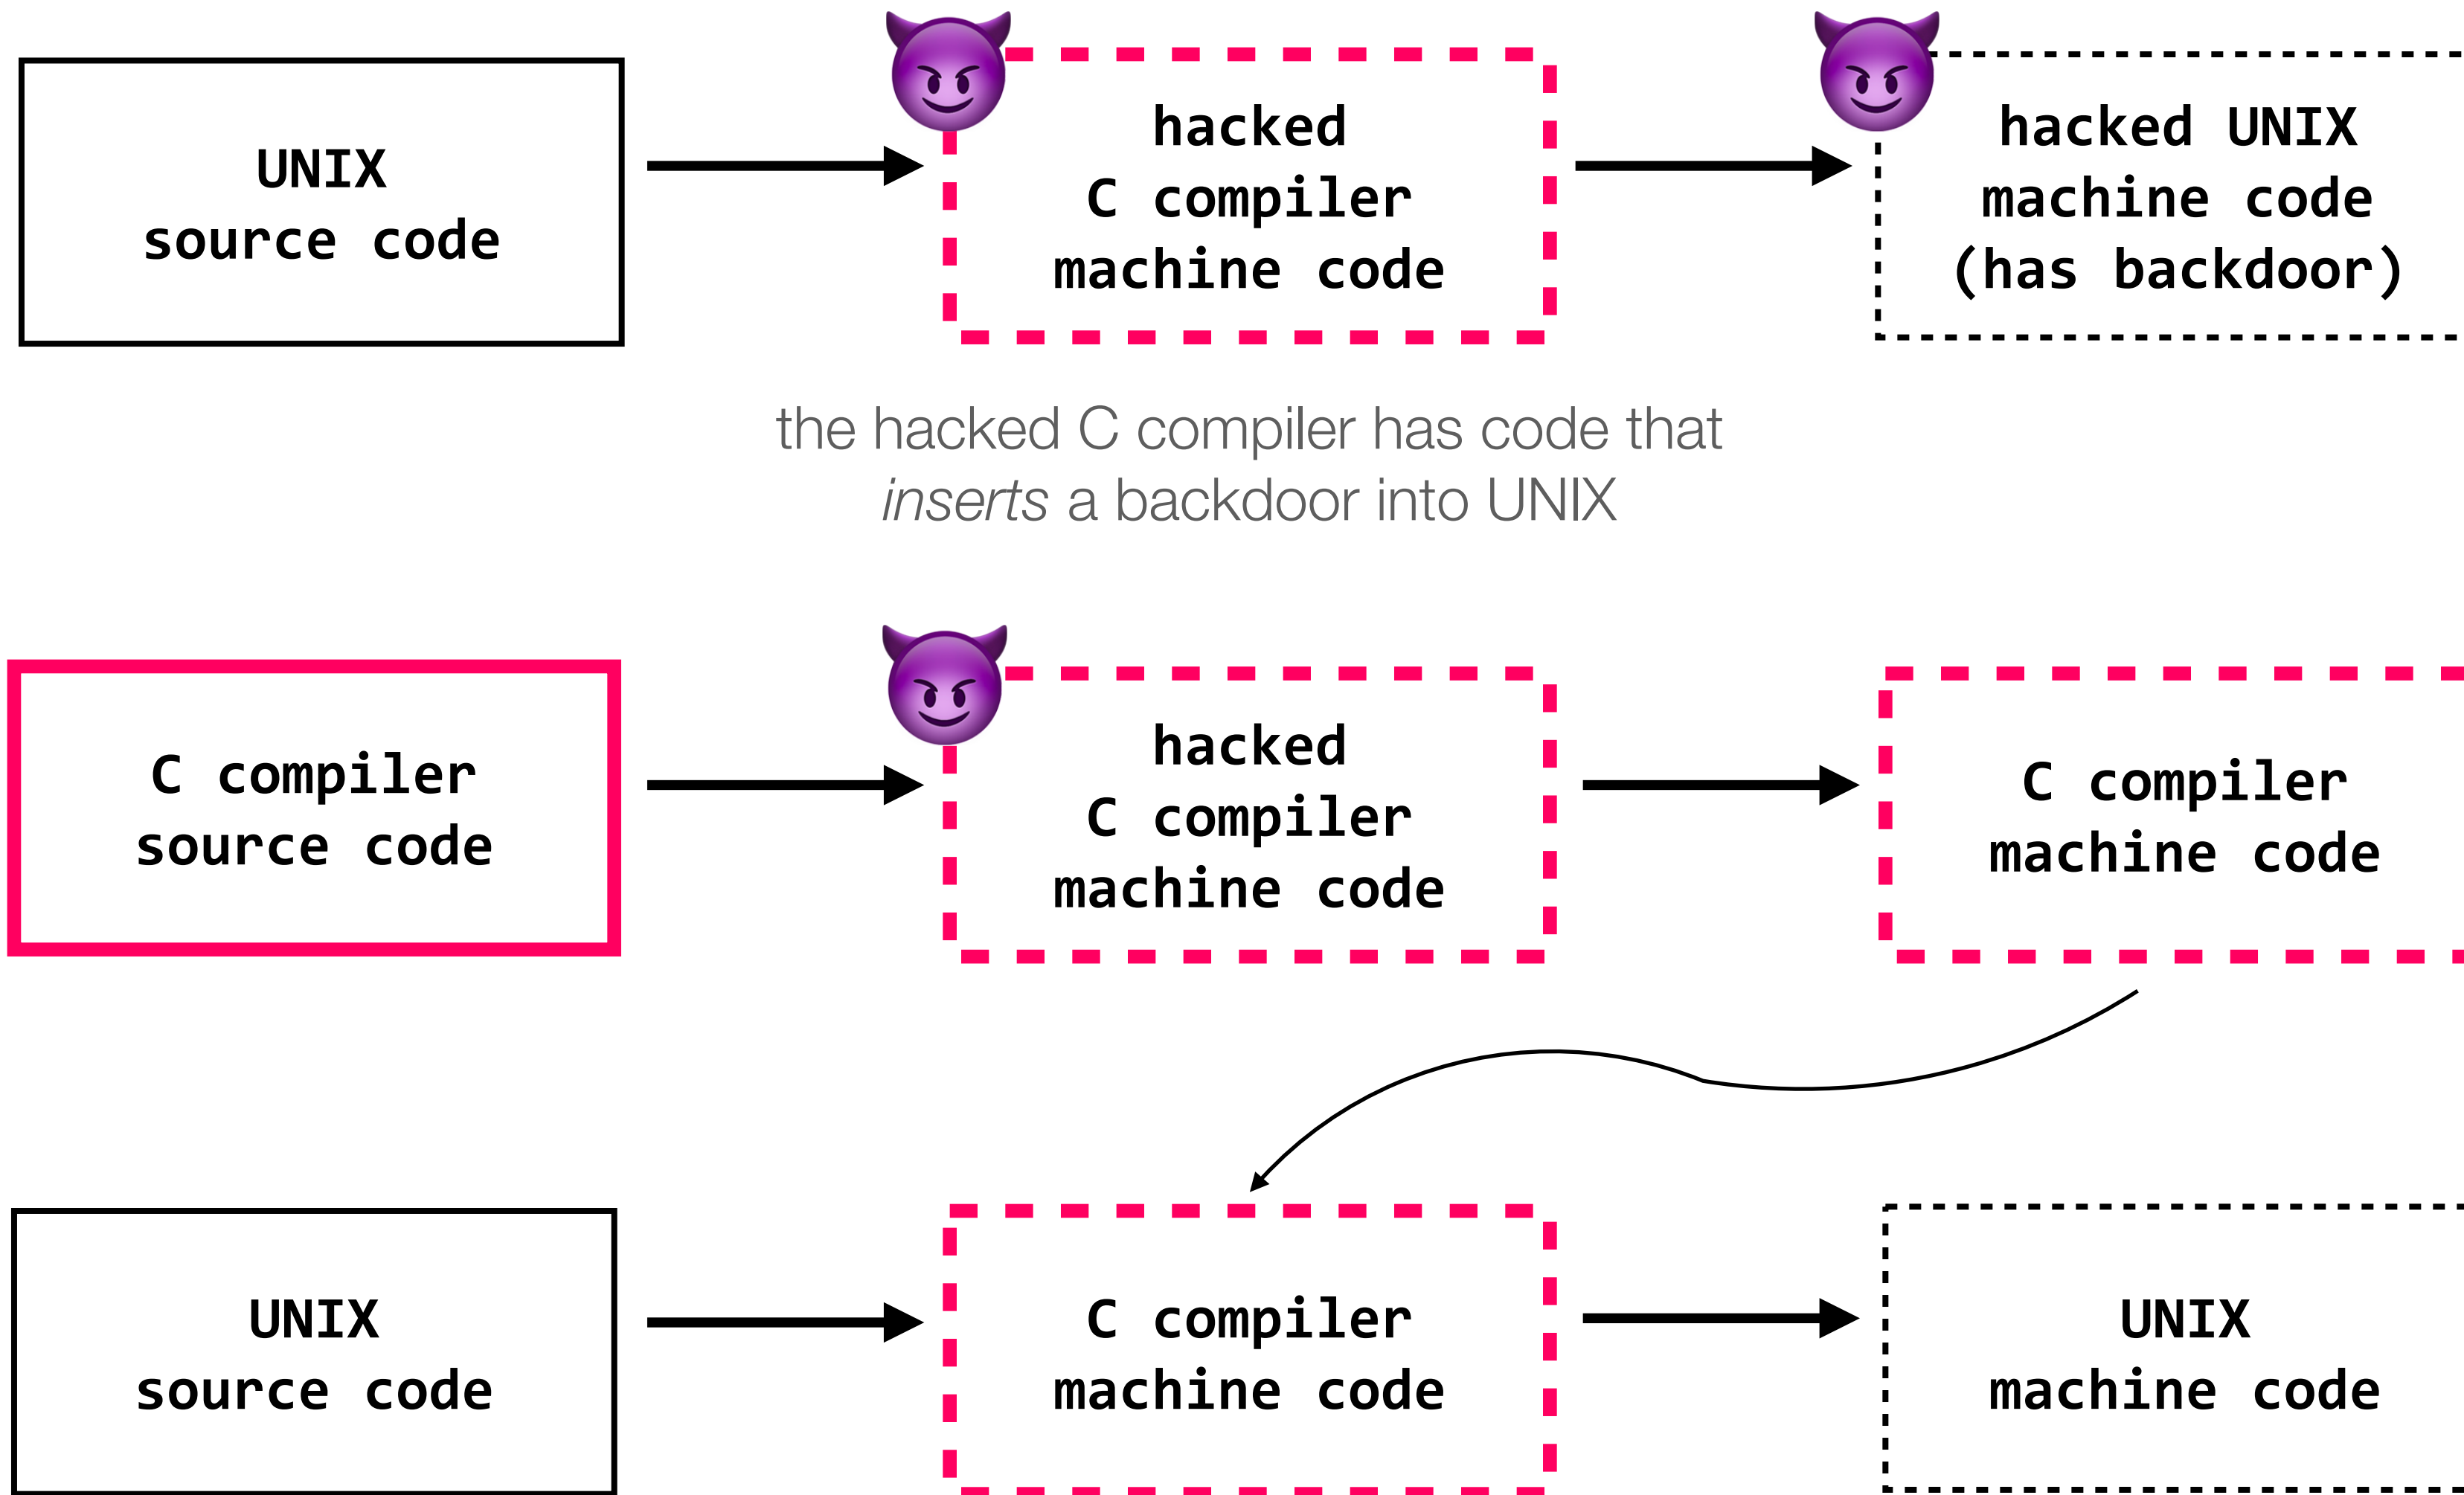 UNIX
source code
hacked
C compiler
machine code
hacked UNIX
machine code
(has backdoor)
the hacked C compiler has code that
inserts a backdoor into UNIX
C compiler
source code
hacked
C compiler
machine code
C compiler
machine code
UNIX
source code
C compiler
machine code
UNIX
machine code